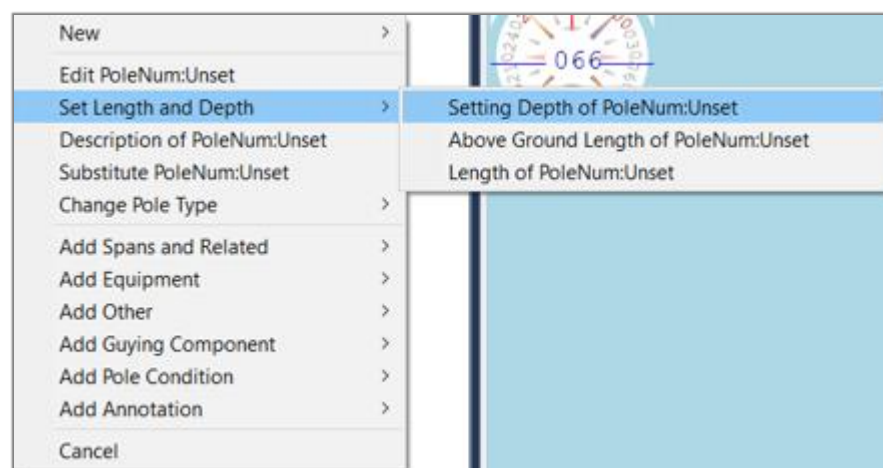 New
Edit PoleNum:Unset
Set Length and Depth
Description of PoleNum:Unset
Substitute PoleNum:Unset
Change Pole Type
Add Spans and Related
Add Equipment
Add Other
Add Guying Component
Add Pole Condition
Add Annotation
Cancel
066
Setting Depth of PoleNum:Unset
Above Ground Length of PoleNum:Unset
Length of PoleNum:Unset